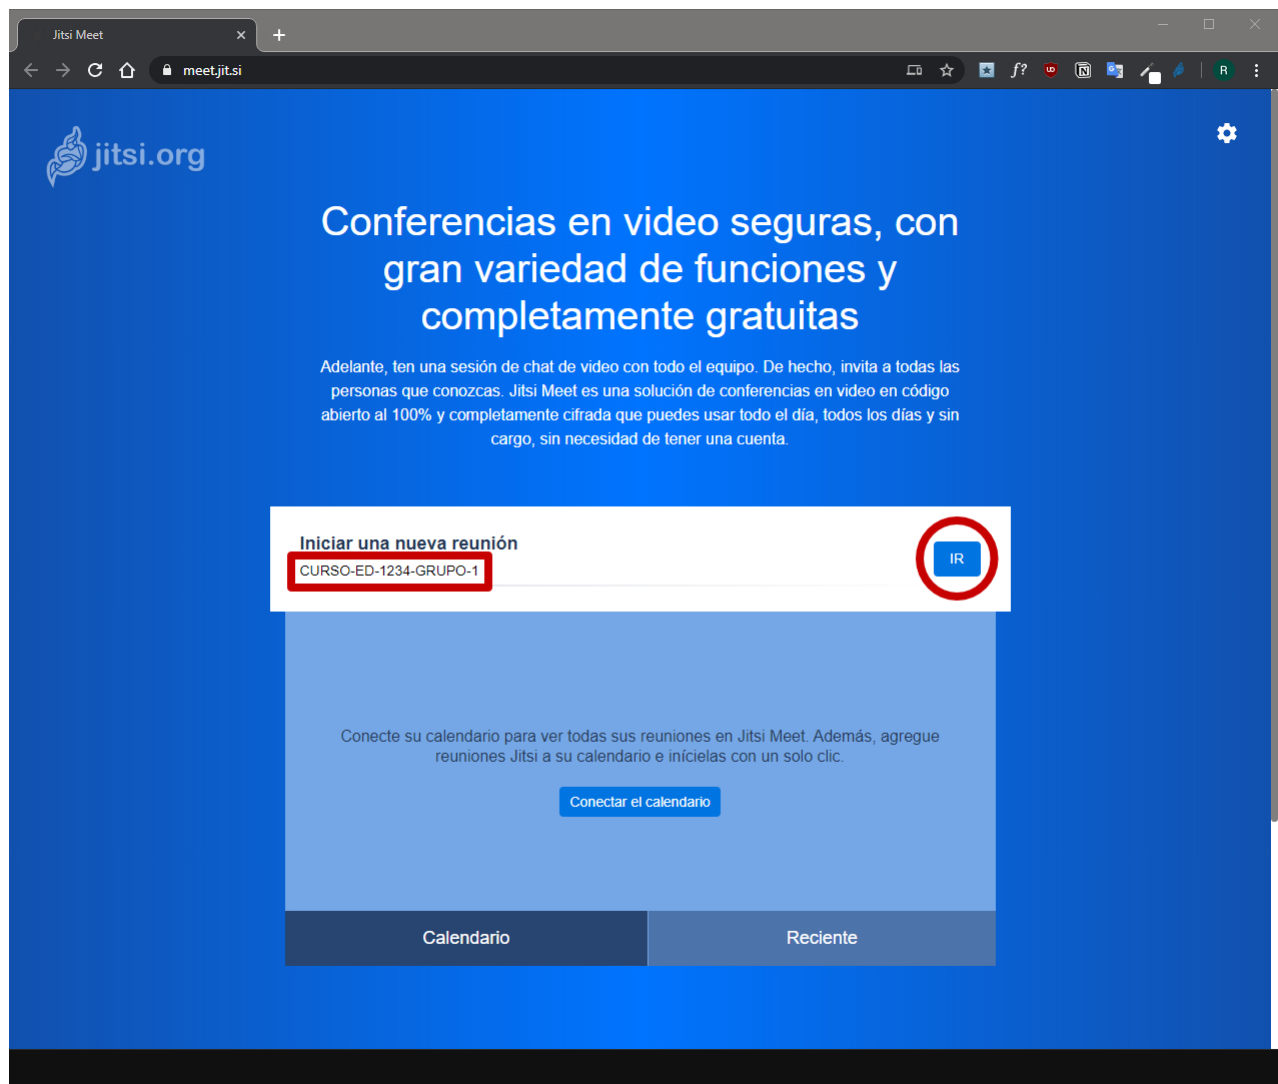 Jitsi Meet
meet.jit.si
f?
R
jitsi.org
Conferencias en video seguras, con
gran variedad de funciones y
completamente gratuitas
Adelante, ten una sesión de chat de video con todo el equipo. De hecho, invita a todas las
personas que conozcas. Jitsi Meet es una solución de conferencias en video en código
abierto al 100% y completamente cifrada que puedes usar todo el día, todos los días y sin
cargo, sin necesidad de tener una cuenta.
Iniciar una nueva reunión
CURSO-ED-1234-GRUPO-1
IR
Conecte su calendario para ver todas sus reuniones en Jitsi Meet. Además, agregue
reuniones Jitsi a su calendario e inícielas con un solo clic.
Conectar el calendario
Calendario
Reciente